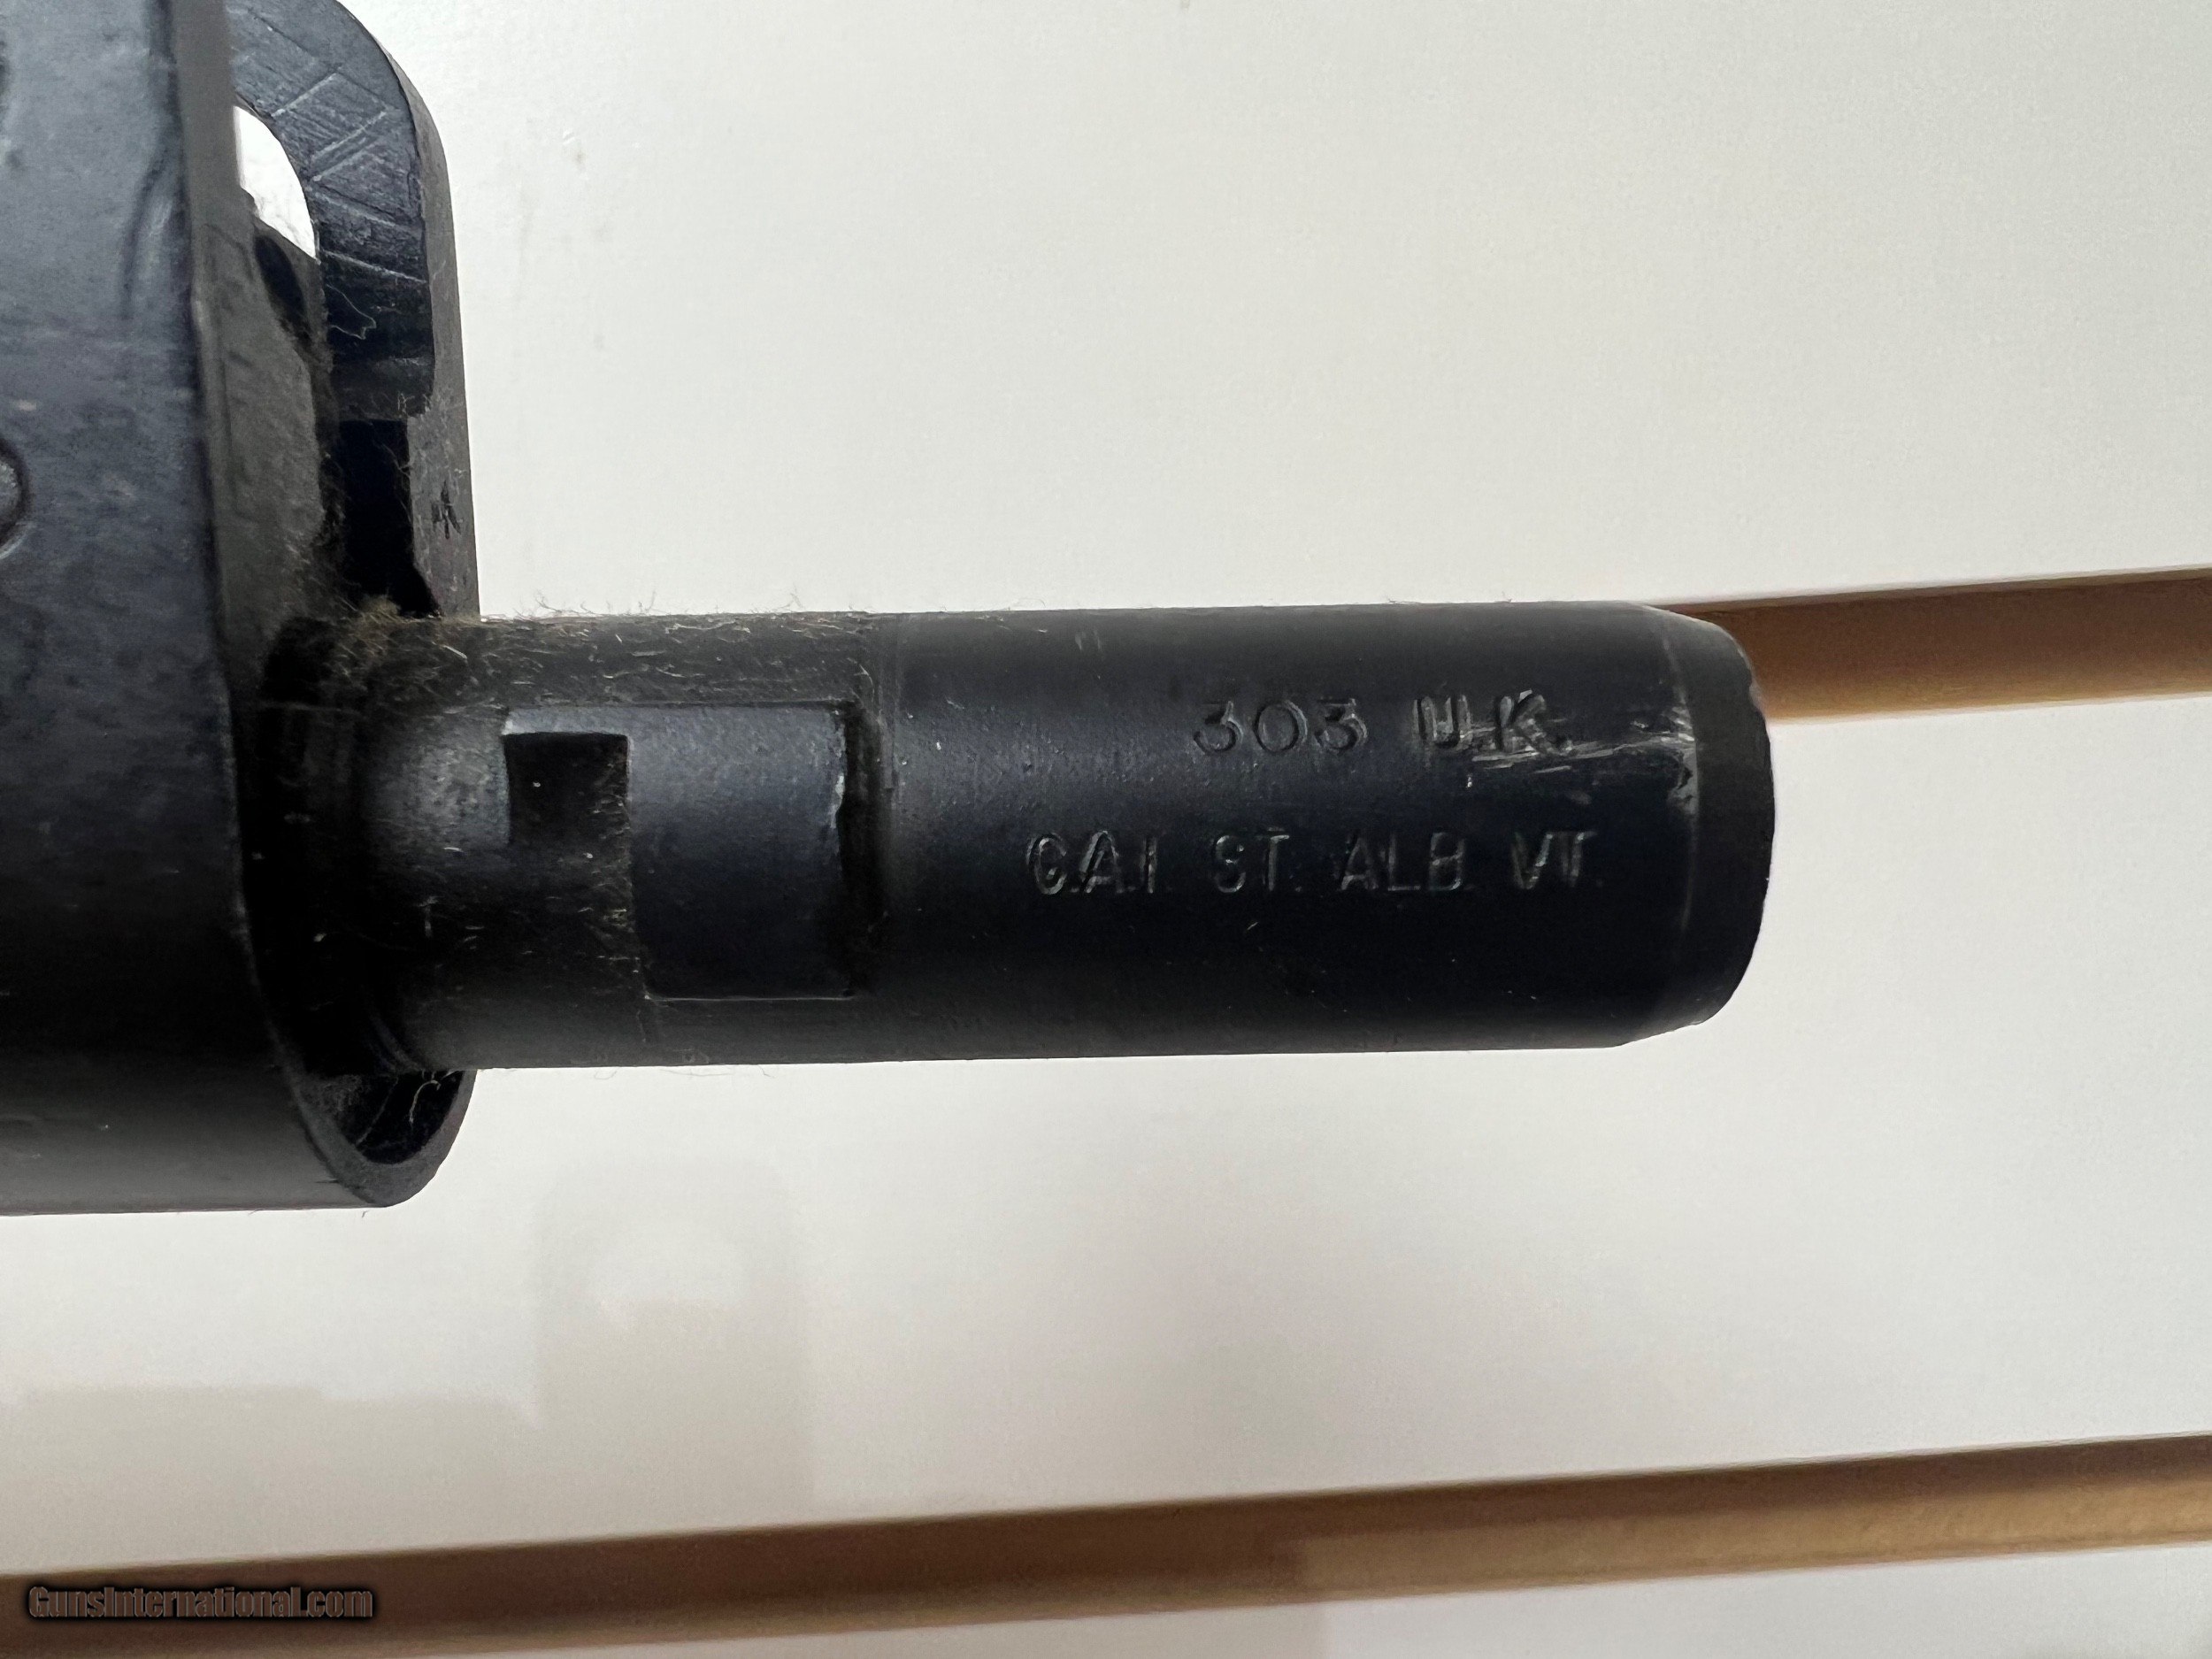 303 U.K.
C.A.I. ST. ALB. VT.
GunsInternational.com